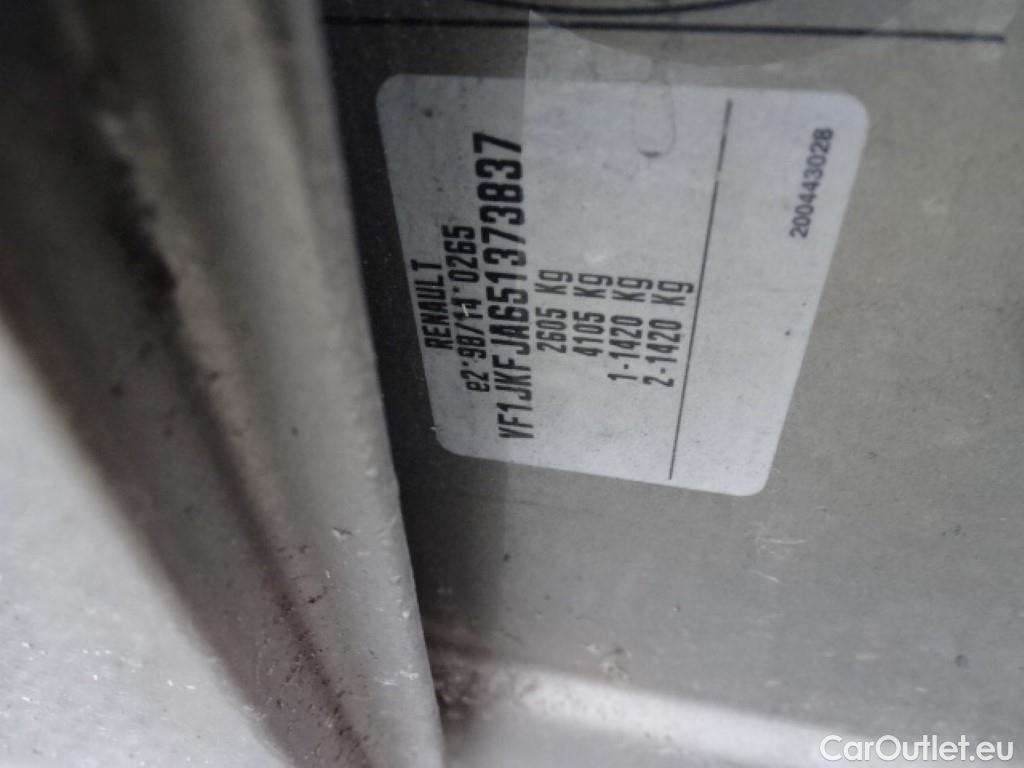 RENAULT
e2*98/14*0265
VF1JKFJA651373837
2605 Kg
4105 Kg
1-1420 Kg
2-1420 Kg
200443028
CarOutlet.eu